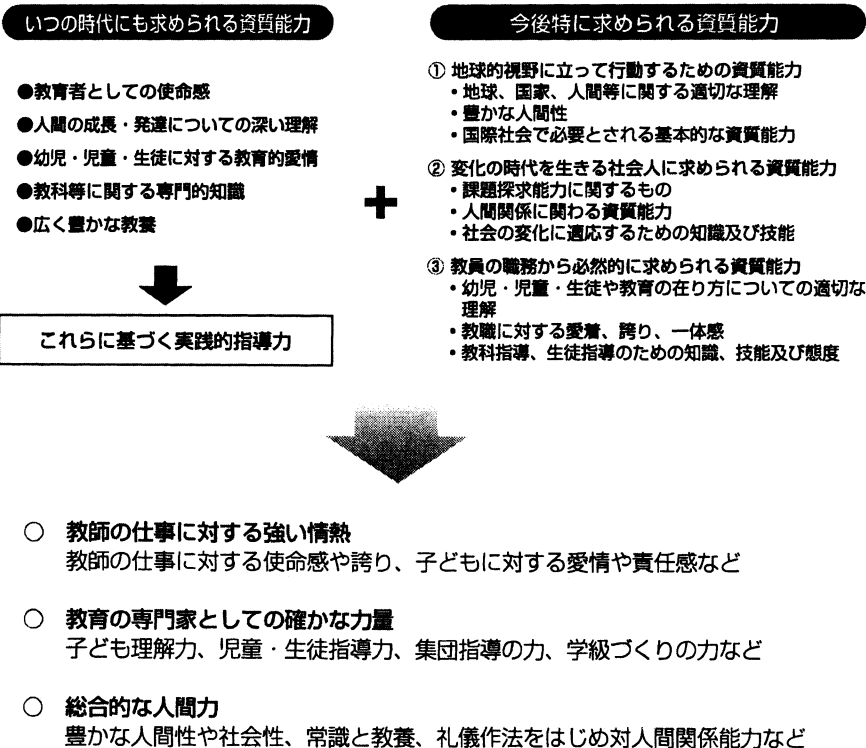 いつの時代にも求められる資質能力
●教育者としての使命感
●人間の成長・発達についての深い理解
●幼児・児童・生徒に対する教育的愛情
●教科等に関する専門的知識
●広く豊かな教養
これらに基づく実践的指導力
+
今後特に求められる資質能力
① 地球的視野に立って行動するための資質能力
・地球、国家、人間等に関する適切な理解
・豊かな人間性
・国際社会で必要とされる基本的な資質能力
② 変化の時代を生きる社会人に求められる資質能力
・課題探求能力に関するもの
・人間関係に関わる資質能力
・社会の変化に適応するための知識及び技能
③ 教員の職務から必然的に求められる資質能力
・幼児・児童・生徒や教育の在り方についての適切な
理解
・教職に対する愛着、誇り、一体感
・教科指導、生徒指導のための知識、技能及び態度
○ 教師の仕事に対する強い情熱
教師の仕事に対する使命感や誇り、子どもに対する愛情や責任感など
○ 教育の専門家としての確かな力量
子ども理解力、児童・生徒指導力、集団指導の力、学級づくりの力など
○ 総合的な人間力
豊かな人間性や社会性、常識と教養、礼儀作法をはじめ対人間関係能力など